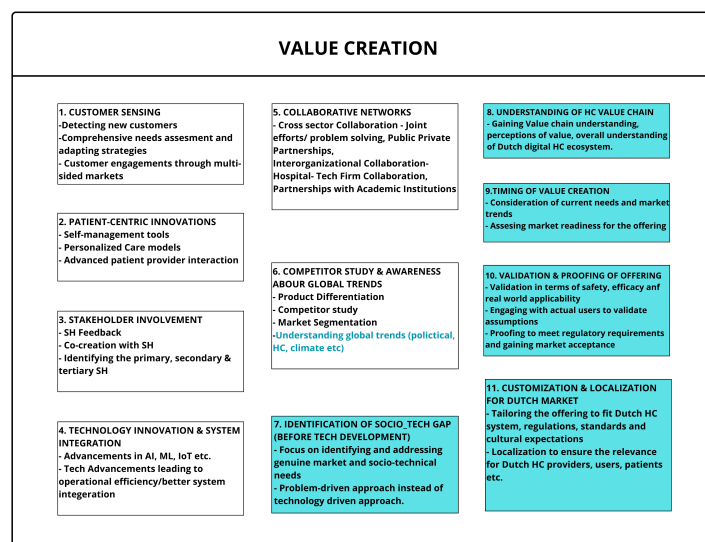 VALUE CREATION
1. CUSTOMER SENSING
-Detecting new customers
-Comprehensive needs assesment and
adapting strategies
- Customer engagements through multi-
sided markets
2. PATIENT-CENTRIC INNOVATIONS
- Self-management tools
- Personalized Care models
- Advanced patient provider interaction
3. STAKEHOLDER INVOLVEMENT
- SH Feedback
- Co-creation with SH
- Identifying the primary, secondary &
tertiary SH
4. TECHNOLOGY INNOVATION & SYSTEM
INTEGRATION
- Advancements in AI, ML, IoT etc.
- Tech Advancements leading to
operational efficiency/better system
integeration
5. COLLABORATIVE NETWORKS
- Cross sector Collaboration - Joint
efforts/ problem solving, Public Private
Partnerships,
Interorganizational Collaboration-
Hospital- Tech Firm Collaboration,
Partnerships with Academic Institutions
6. COMPETITOR STUDY & AWARENESS
ABOUR GLOBAL TRENDS
- Product Differentiation
- Competitor study
- Market Segmentation
-Understanding global trends (polictical,
HC, climate etc)
7. IDENTIFICATION OF SOCIO_TECH GAP
(BEFORE TECH DEVELOPMENT)
- Focus on identifying and addressing
genuine market and socio-technical
needs
- Problem-driven approach instead of
technology driven approach.
8. UNDERSTANDING OF HC VALUE CHAIN
- Gaining Value chain understanding,
perceptions of value, overall understanding
of Dutch digital HC ecosystem.
9.TIMING OF VALUE CREATION
- Consideration of current needs and market
trends
- Assesing market readiness for the offering
10. VALIDATION & PROOFING OF OFFERING
- Validation in terms of safety, efficacy anf
real world applicability
- Engaging with actual users to validate
assumptions
- Proofing to meet regulatory requirements
and gaining market acceptance
11. CUSTOMIZATION & LOCALIZATION
FOR DUTCH MARKET
- Tailoring the offering to fit Dutch HC
system, regulations, standards and
cultural expectations
- Localization to ensure the relevance
for Dutch HC providers, users, patients
etc.